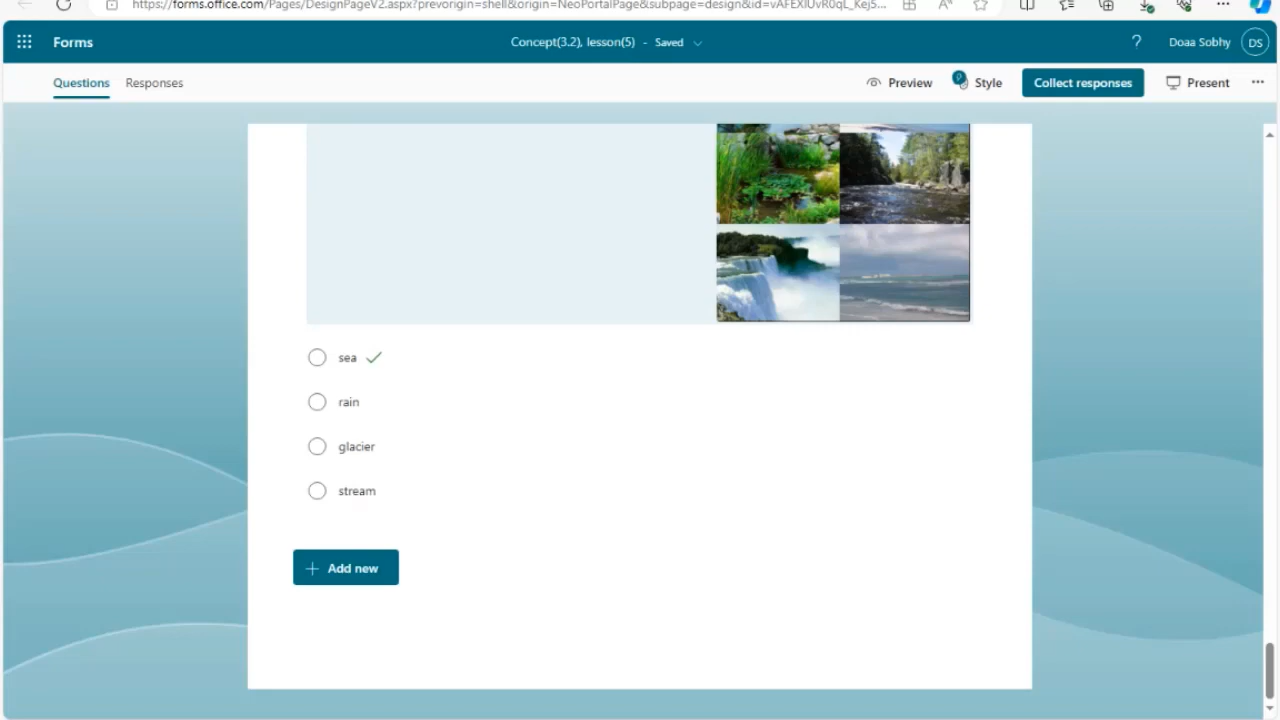 https://forms.office.com/Pages/DesignPageV2.aspx?prevorigin=shell&origin=NeoPortalPage&subpage=design&id=vAFEXIUvR0qL_Kej5...
Forms
Concept(3.2), lesson(5) - Saved
? Doaa Sobhy DS
Questions Responses
Preview Style Collect responses Present ...
sea
rain
glacier
stream
+ Add new